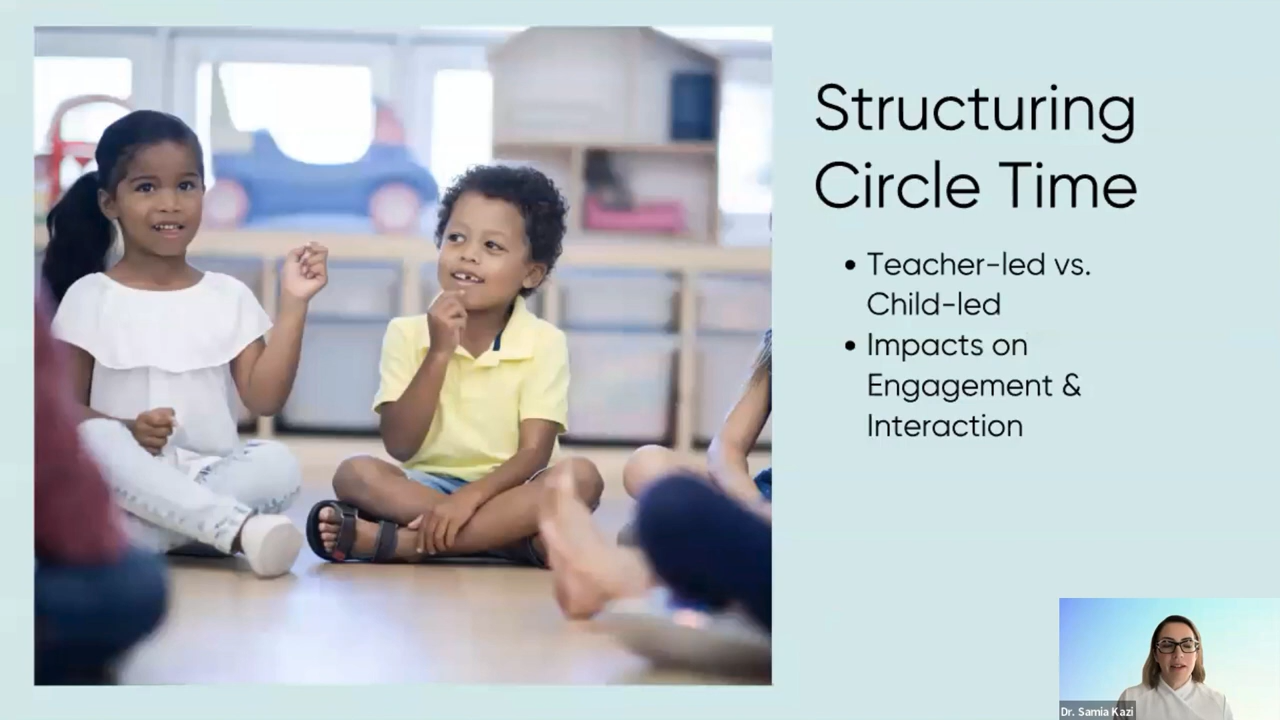 Structuring
Circle Time
• Teacher-led vs.
Child-led
• Impacts on
Engagement &
Interaction
Dr. Samia Kazi